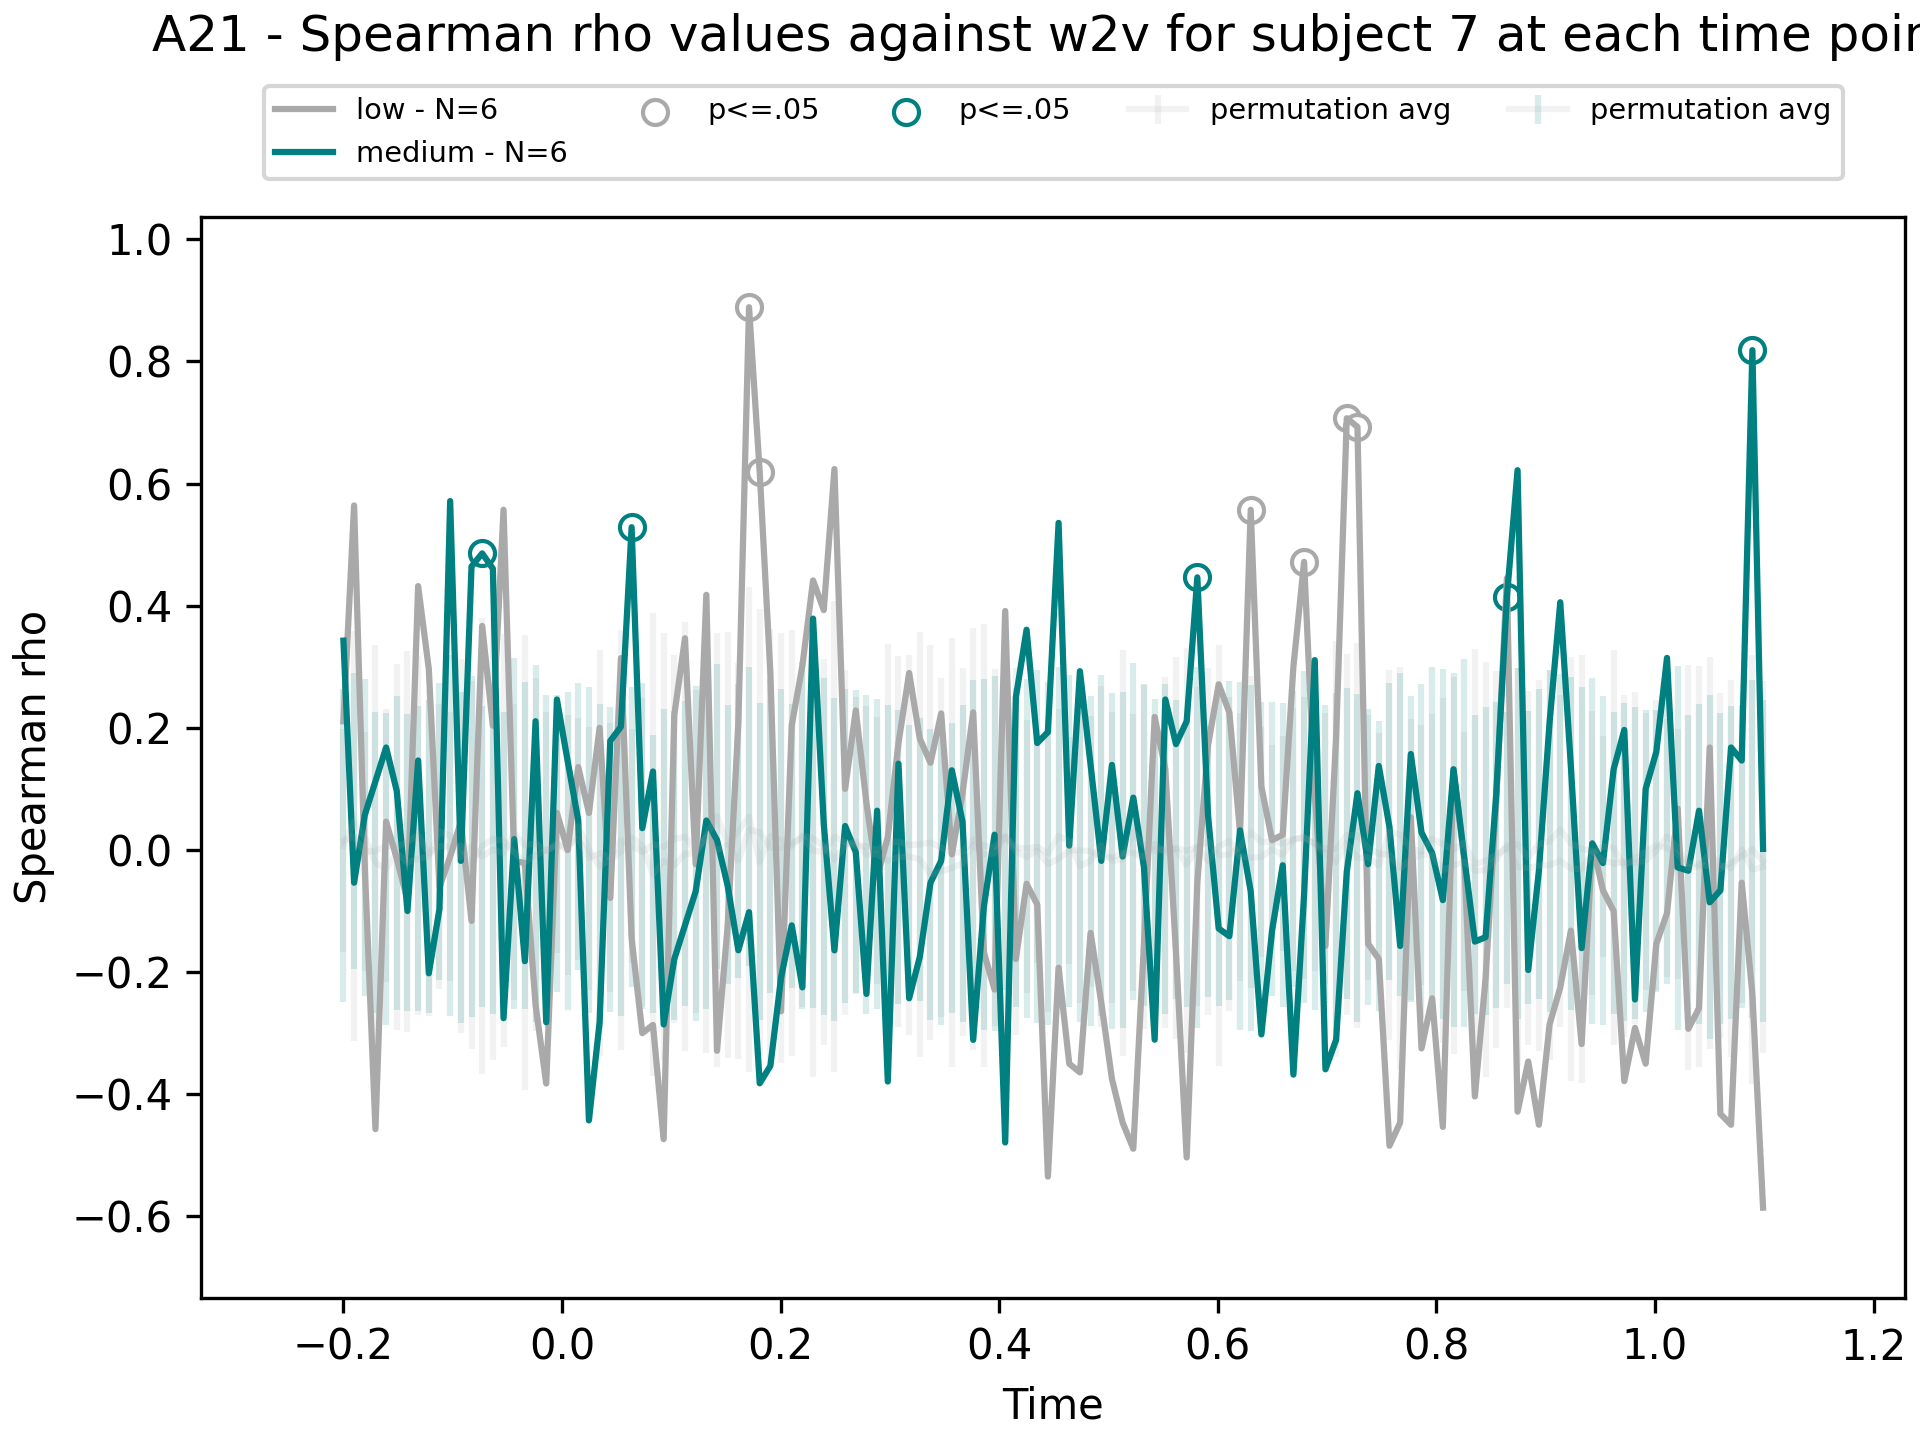 A21 - Spearman rho values against w2v for subject 7 at each time poin
low - N=6
medium - N=6
p<=.05
p<=.05
permutation avg
permutation avg
Spearman rho
1.0
0.8
0.6
0.4
0.2
0.0
−0.2
−0.4
−0.6
−0.2 0.0 0.2 0.4 0.6 0.8 1.0 1.2
Time